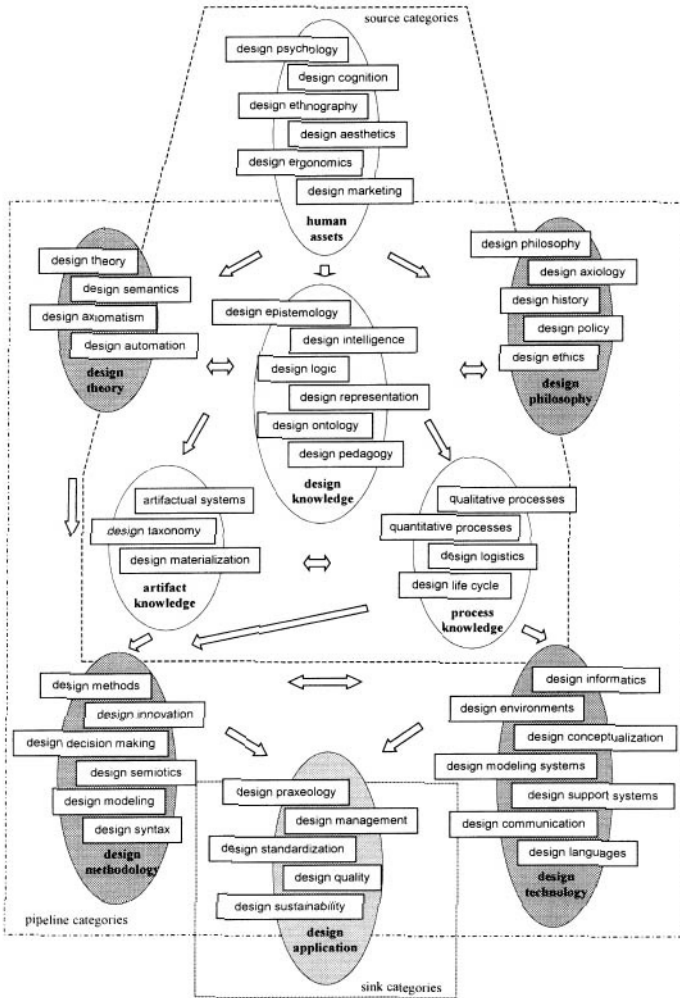 source categories
design psychology
design cognition
design ethnography
design aesthetics
design ergonomics
design marketing
human
assets
design theory
design semantics
design axiomatism
design automation
design
theory
design epistemology
design intelligence
design logic
design representation
design ontology
design pedagogy
design
knowledge
design philosophy
design axiology
design history
design policy
design ethics
design
philosophy
artifactual systems
design taxonomy
design materialization
artifact
knowledge
qualitative processes
quantitative processes
design logistics
design life cycle
process
knowledge
design methods
design innovation
design decision making
design semiotics
design modeling
design syntax
design
methodology
design praxeology
design management
design standardization
design quality
design sustainability
design
application
design informatics
design environments
design conceptualization
design modeling systems
design support systems
design communication
design languages
design
technology
pipeline categories
sink categories